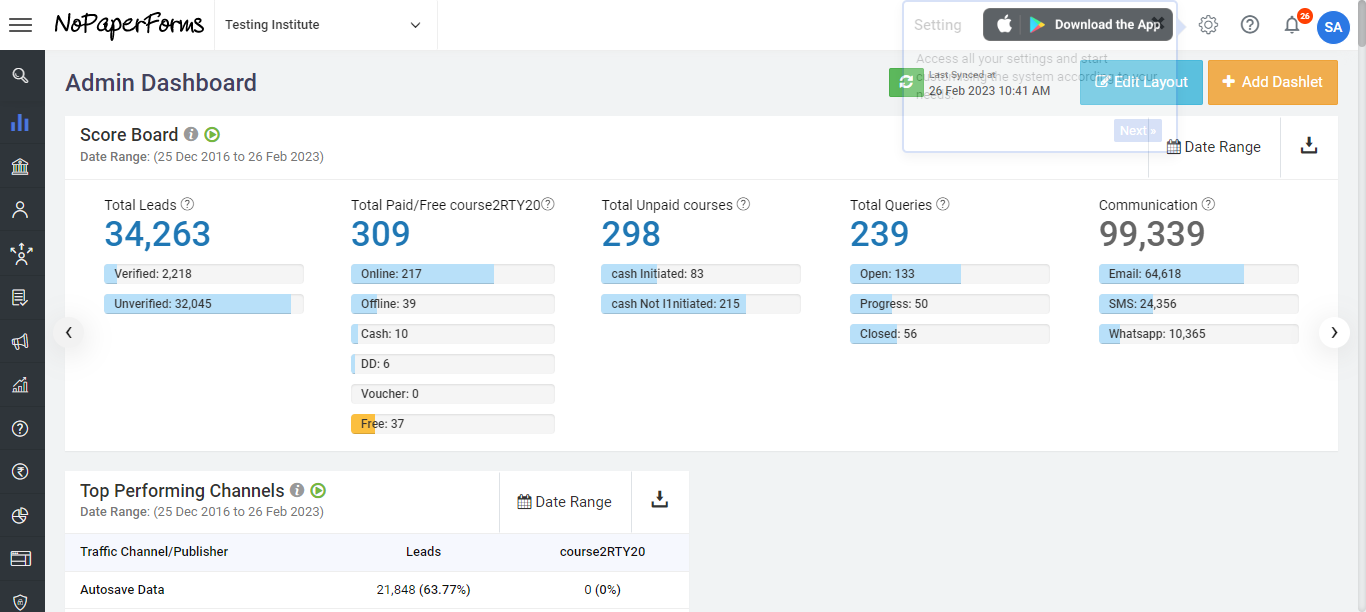 NoPaperForms
Testing Institute
Setting
Download the App
26
SA
Access all your settings and start
customising the system according to your
needs.
Admin Dashboard
Last Synced at
26 Feb 2023 10:41 AM
Edit Layout
Add Dashlet
Next »
Score Board
Date Range: (25 Dec 2016 to 26 Feb 2023)
Date Range
Total Leads
34,263
Verified: 2,218
Unverified: 32,045
Total Paid/Free course2RTY20
309
Online: 217
Offline: 39
Cash: 10
DD: 6
Voucher: 0
Free: 37
Total Unpaid courses
298
cash Initiated: 83
cash Not I1nitiated: 215
Total Queries
239
Open: 133
Progress: 50
Closed: 56
Communication
99,339
Email: 64,618
SMS: 24,356
Whatsapp: 10,365
Top Performing Channels
Date Range: (25 Dec 2016 to 26 Feb 2023)
Date Range
Traffic Channel/Publisher Leads course2RTY20
Autosave Data 21,848 (63.77%) 0 (0%)